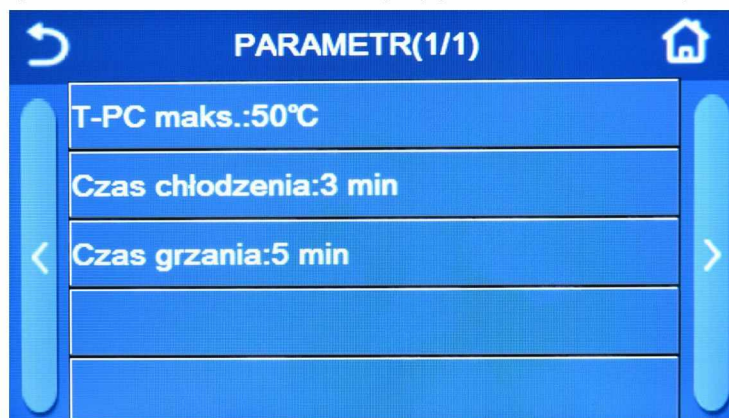 PARAMETR(1/1)
T-PC maks.:50℃
Czas chłodzenia:3 min
Czas grzania:5 min